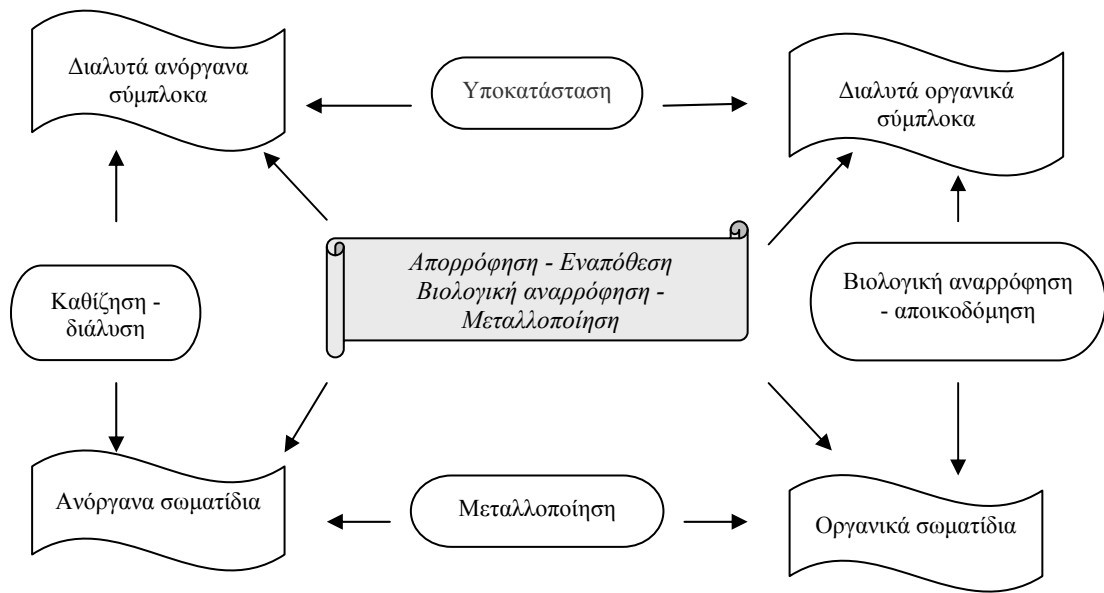 Διαλυτά ανόργανα
σύμπλοκα
Υποκατάσταση
Διαλυτά οργανικά
σύμπλοκα
Καθίζηση -
διάλυση
Απορρόφηση - Εναπόθεση
Βιολογική αναρρόφηση -
Μεταλλοποίηση
Βιολογική αναρρόφηση
- αποικοδόμηση
Ανόργανα σωματίδια
Μεταλλοποίηση
Οργανικά σωματίδια